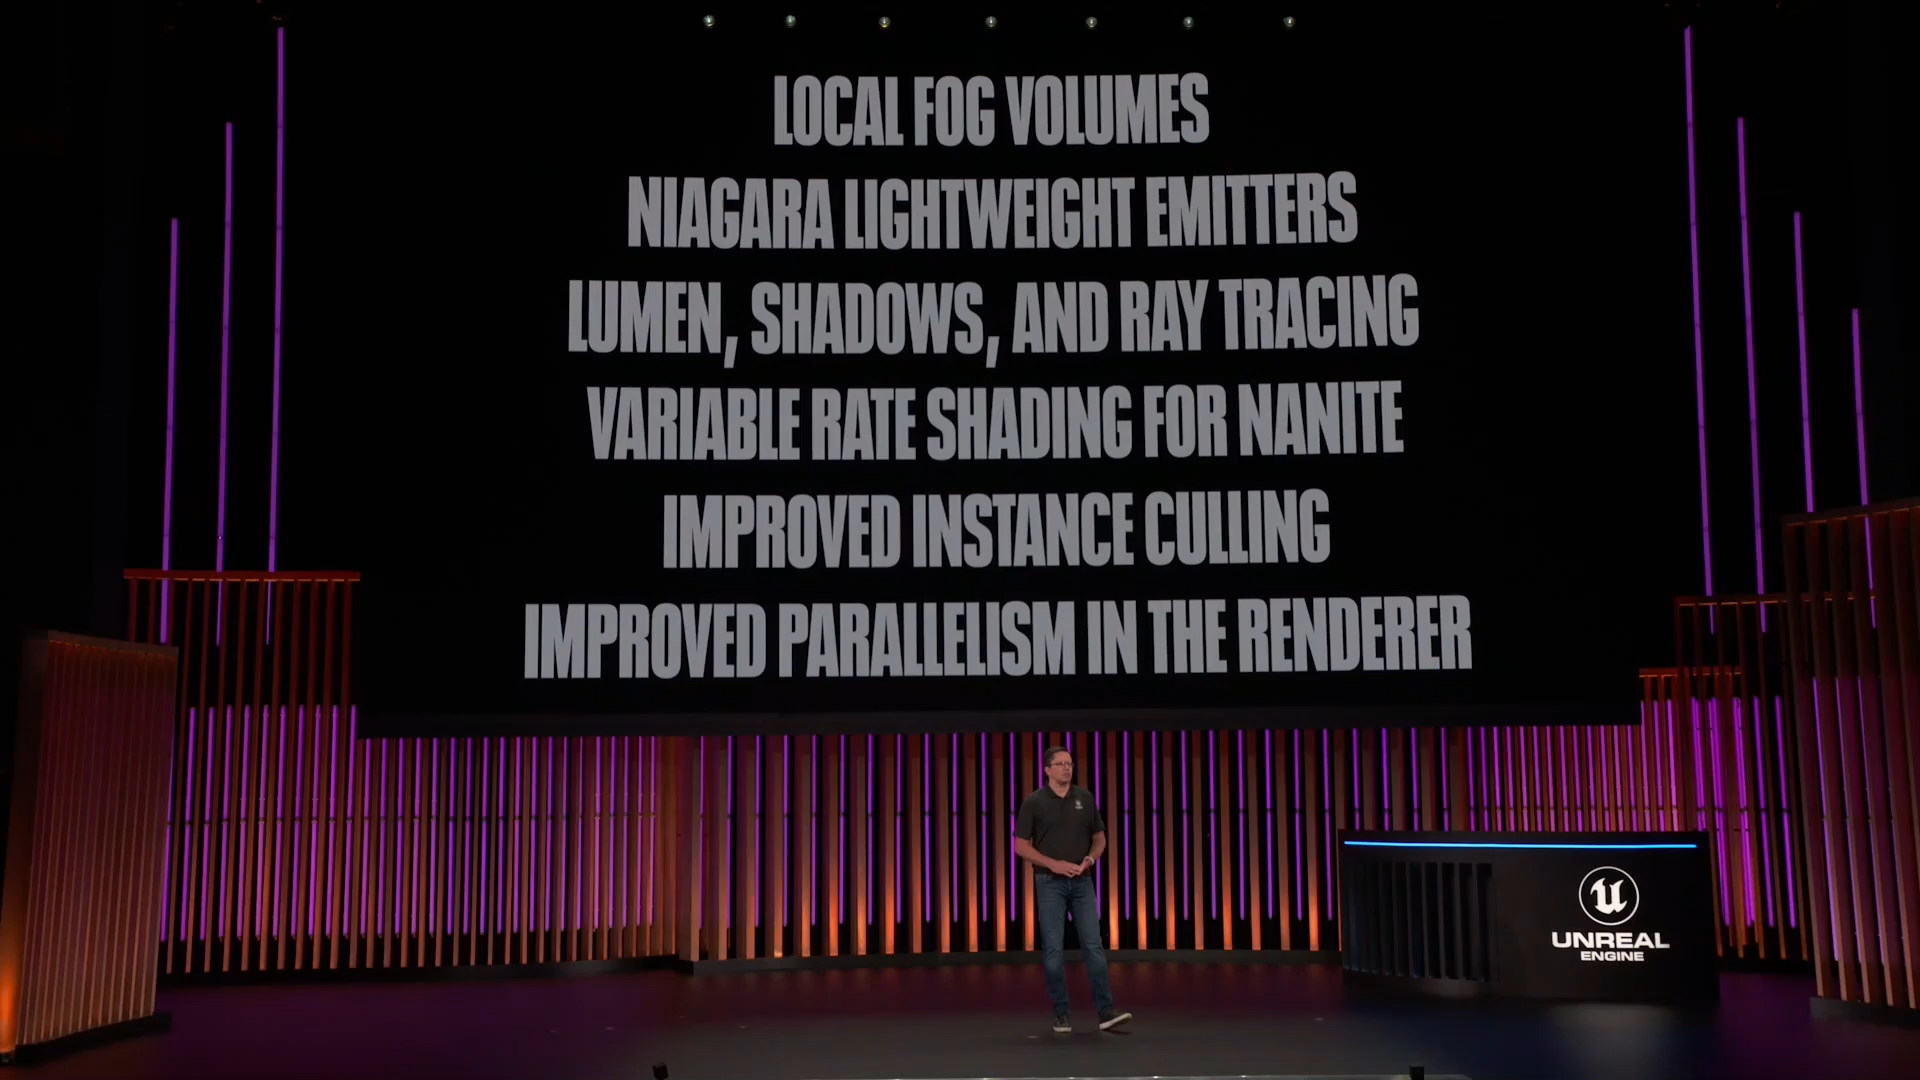 LOCAL FOG VOLUMES
NIAGARA LIGHTWEIGHT EMITTERS
LUMEN, SHADOWS, AND RAY TRACING
VARIABLE RATE SHADING FOR NANITE
IMPROVED INSTANCE CULLING
IMPROVED PARALLELISM IN THE RENDERER
UNREAL
ENGINE